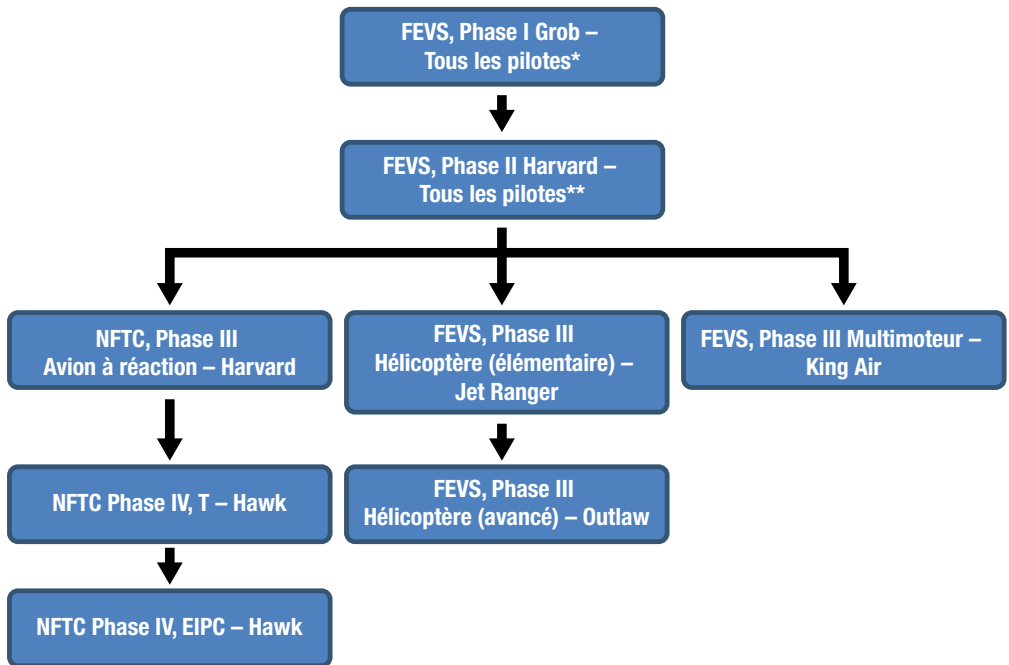 FEVS, Phase I Grob –
Tous les pilotes*
FEVS, Phase II Harvard –
Tous les pilotes**
NFTC, Phase III
Avion à réaction – Harvard
FEVS, Phase III
Hélicoptère (élémentaire) –
Jet Ranger
FEVS, Phase III Multimoteur –
King Air
NFTC Phase IV, T – Hawk
FEVS, Phase III
Hélicoptère (avancé) – Outlaw
NFTC Phase IV, EIPC – Hawk